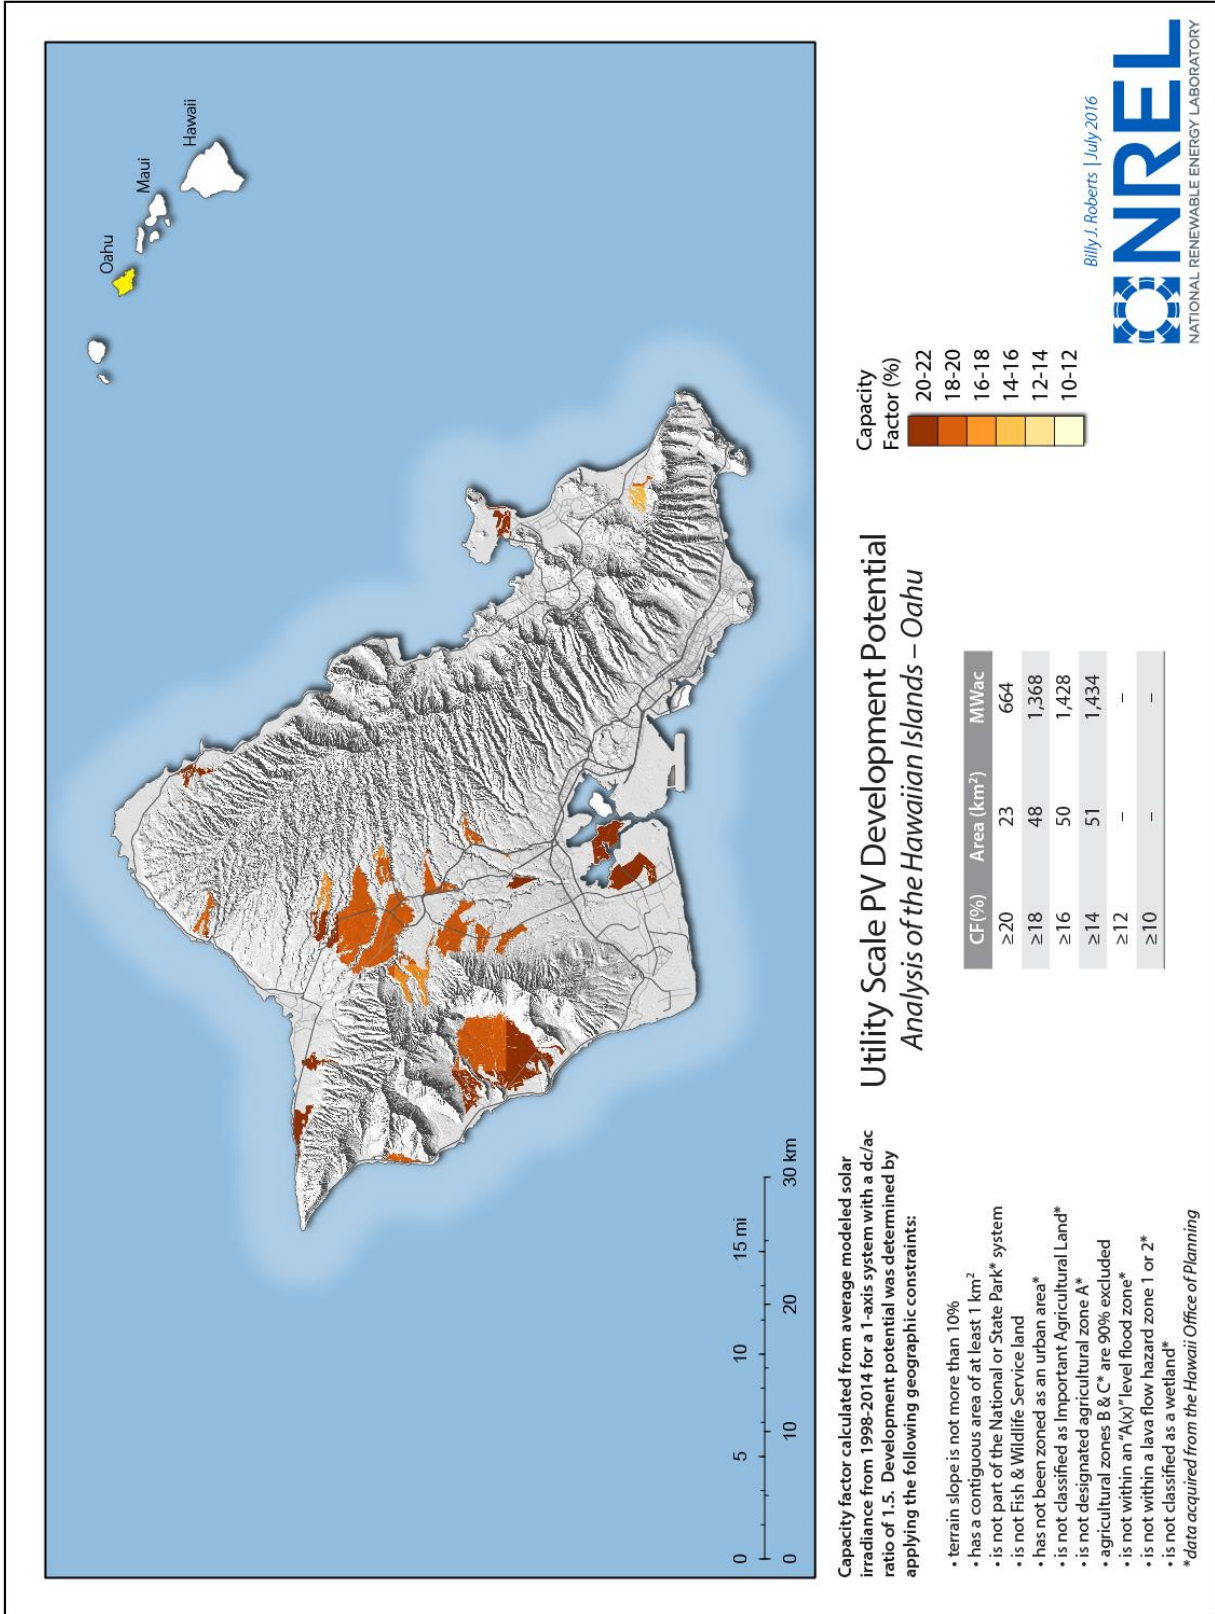 Oahu
Maui
Hawaii
0 5 10 15 mi
0 10 20 30 km
Capacity factor calculated from average modeled solar
irradiance from 1998-2014 for a 1-axis system with a dc/ac
ratio of 1.5. Development potential was determined by
applying the following geographic constraints:
• terrain slope is not more than 10%
• has a contiguous area of at least 1 km²
• is not part of the National or State Park* system
• is not Fish & Wildlife Service land
• has not been zoned as an urban area*
• is not classified as Important Agricultural Land*
• is not designated agricultural zone A*
• agricultural zones B & C* are 90% excluded
• is not within an "A(x)" level flood zone*
• is not within a lava flow hazard zone 1 or 2*
• is not classified as a wetland*
*data acquired from the Hawaii Office of Planning
Utility Scale PV Development Potential
Analysis of the Hawaiian Islands – Oahu
CF(%) Area (km²) MWac
≥20 23 664
≥18 48 1,368
≥16 50 1,428
≥14 51 1,434
≥12 – –
≥10 – –
Capacity
Factor (%)
20-22
18-20
16-18
14-16
12-14
10-12
Billy J. Roberts | July 2016
NREL
NATIONAL RENEWABLE ENERGY LABORATORY